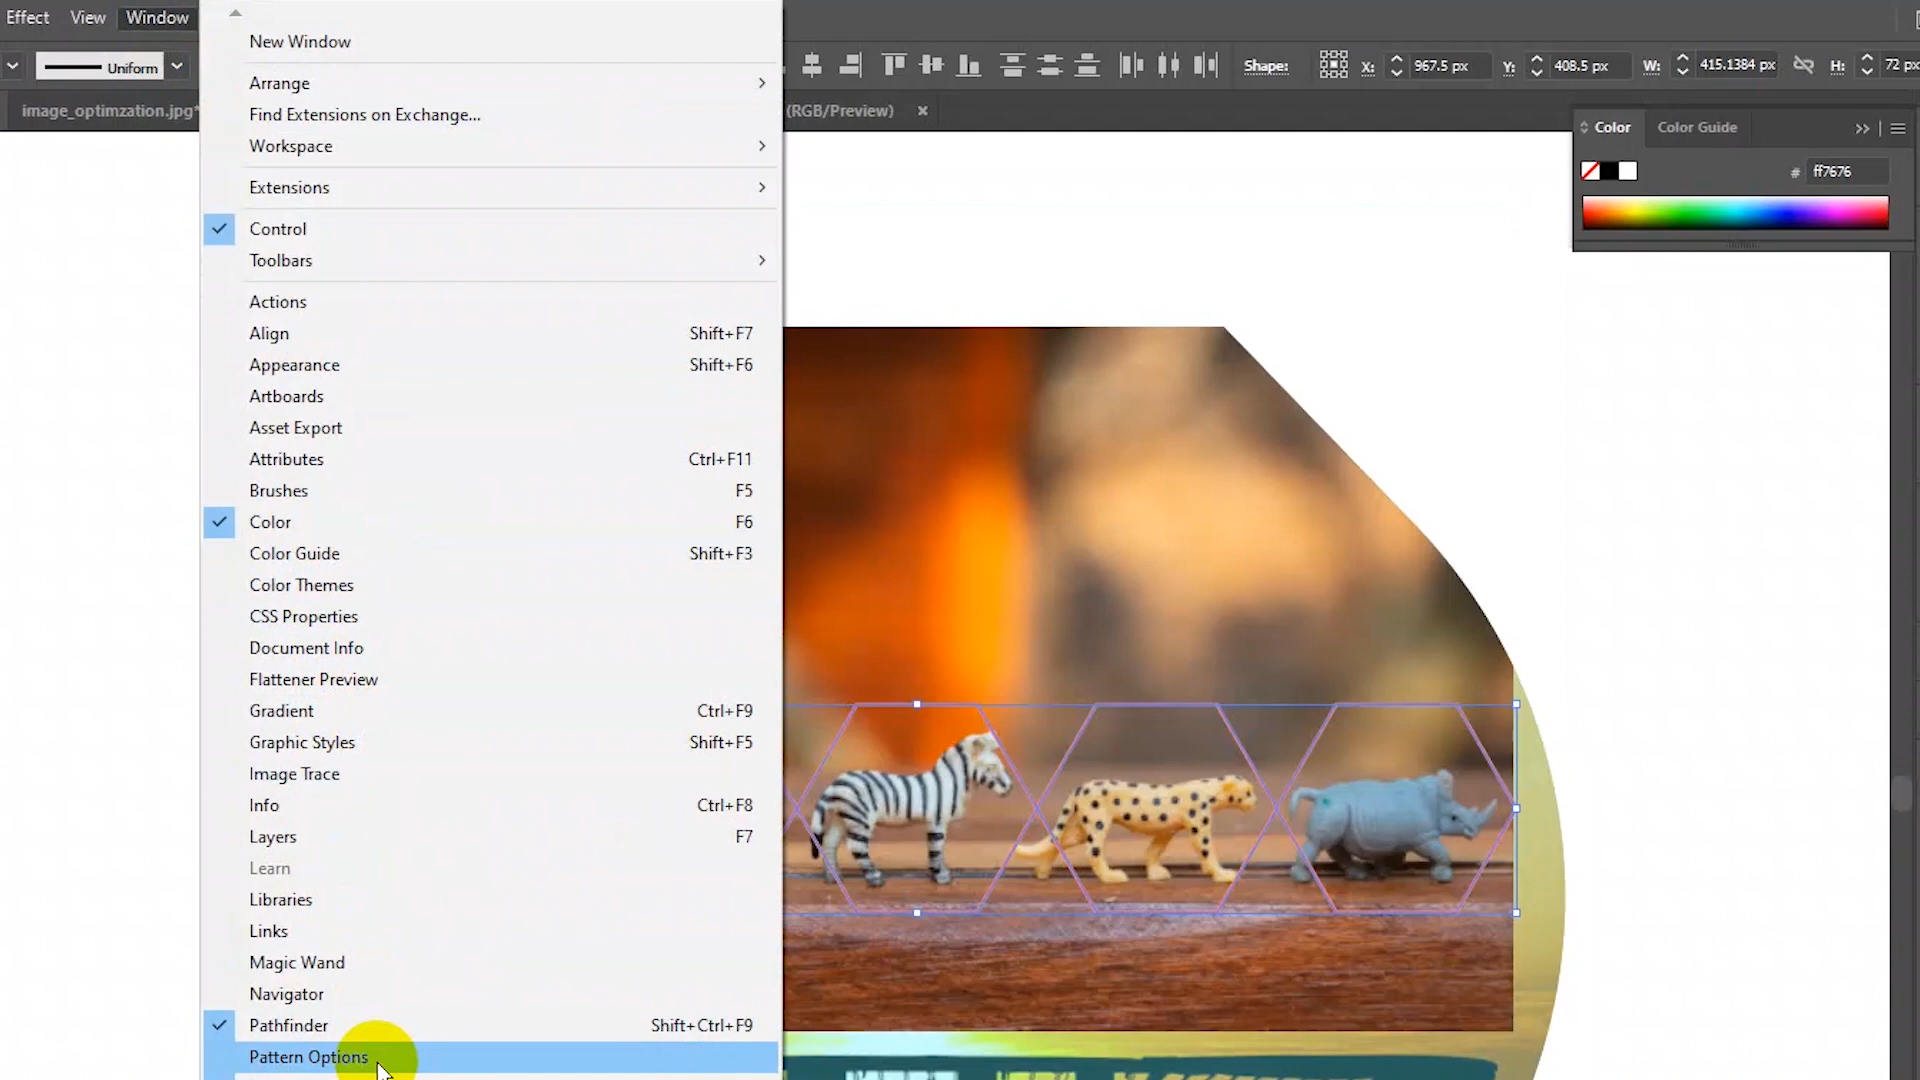 Effect View Window
Uniform
Shape: X: 967.5 px Y: 408.5 px W: 415.1384 px H: 72 px
image_optimzation.jpg*
(RGB/Preview) ×
New Window
Arrange
Find Extensions on Exchange...
Workspace
Extensions
Control
Toolbars
Actions
Align Shift+F7
Appearance Shift+F6
Artboards
Asset Export
Attributes Ctrl+F11
Brushes F5
Color F6
Color Guide Shift+F3
Color Themes
CSS Properties
Document Info
Flattener Preview
Gradient Ctrl+F9
Graphic Styles Shift+F5
Image Trace
Info Ctrl+F8
Layers F7
Learn
Libraries
Links
Magic Wand
Navigator
Pathfinder Shift+Ctrl+F9
Pattern Options
Color Color Guide
# ff7676